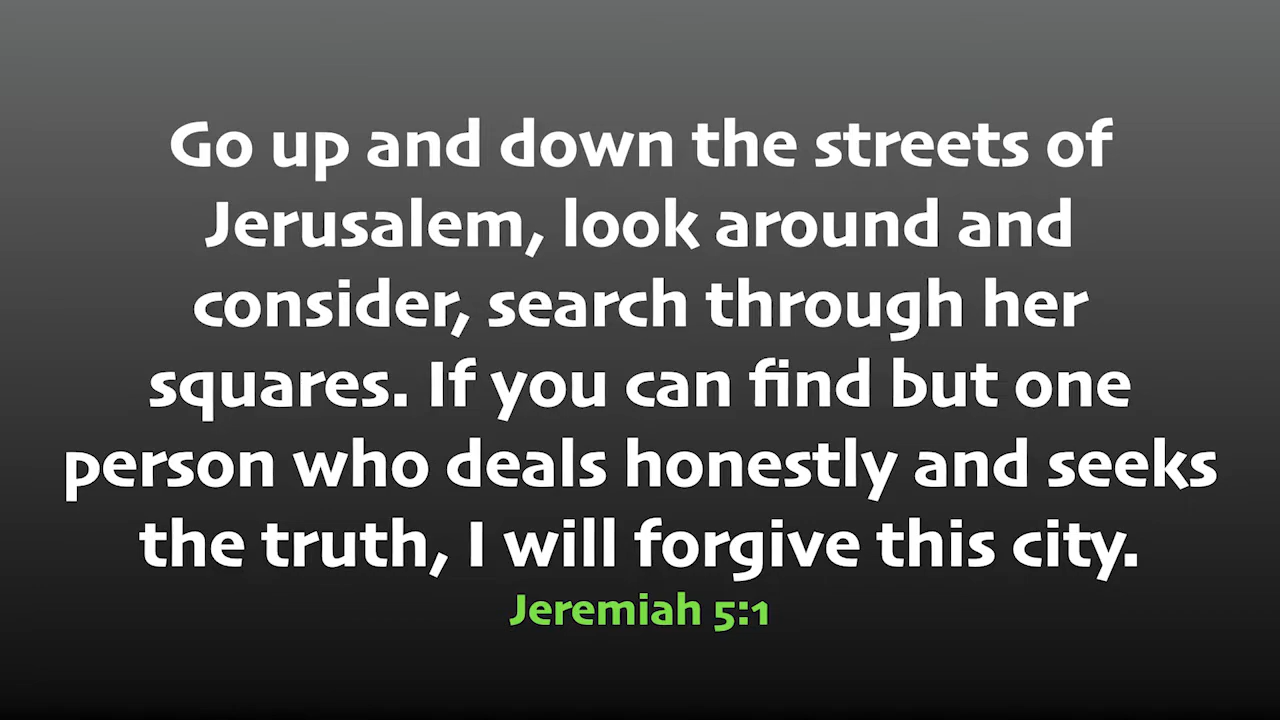 Go up and down the streets of
Jerusalem, look around and
consider, search through her
squares. If you can find but one
person who deals honestly and seeks
the truth, I will forgive this city.
Jeremiah 5:1